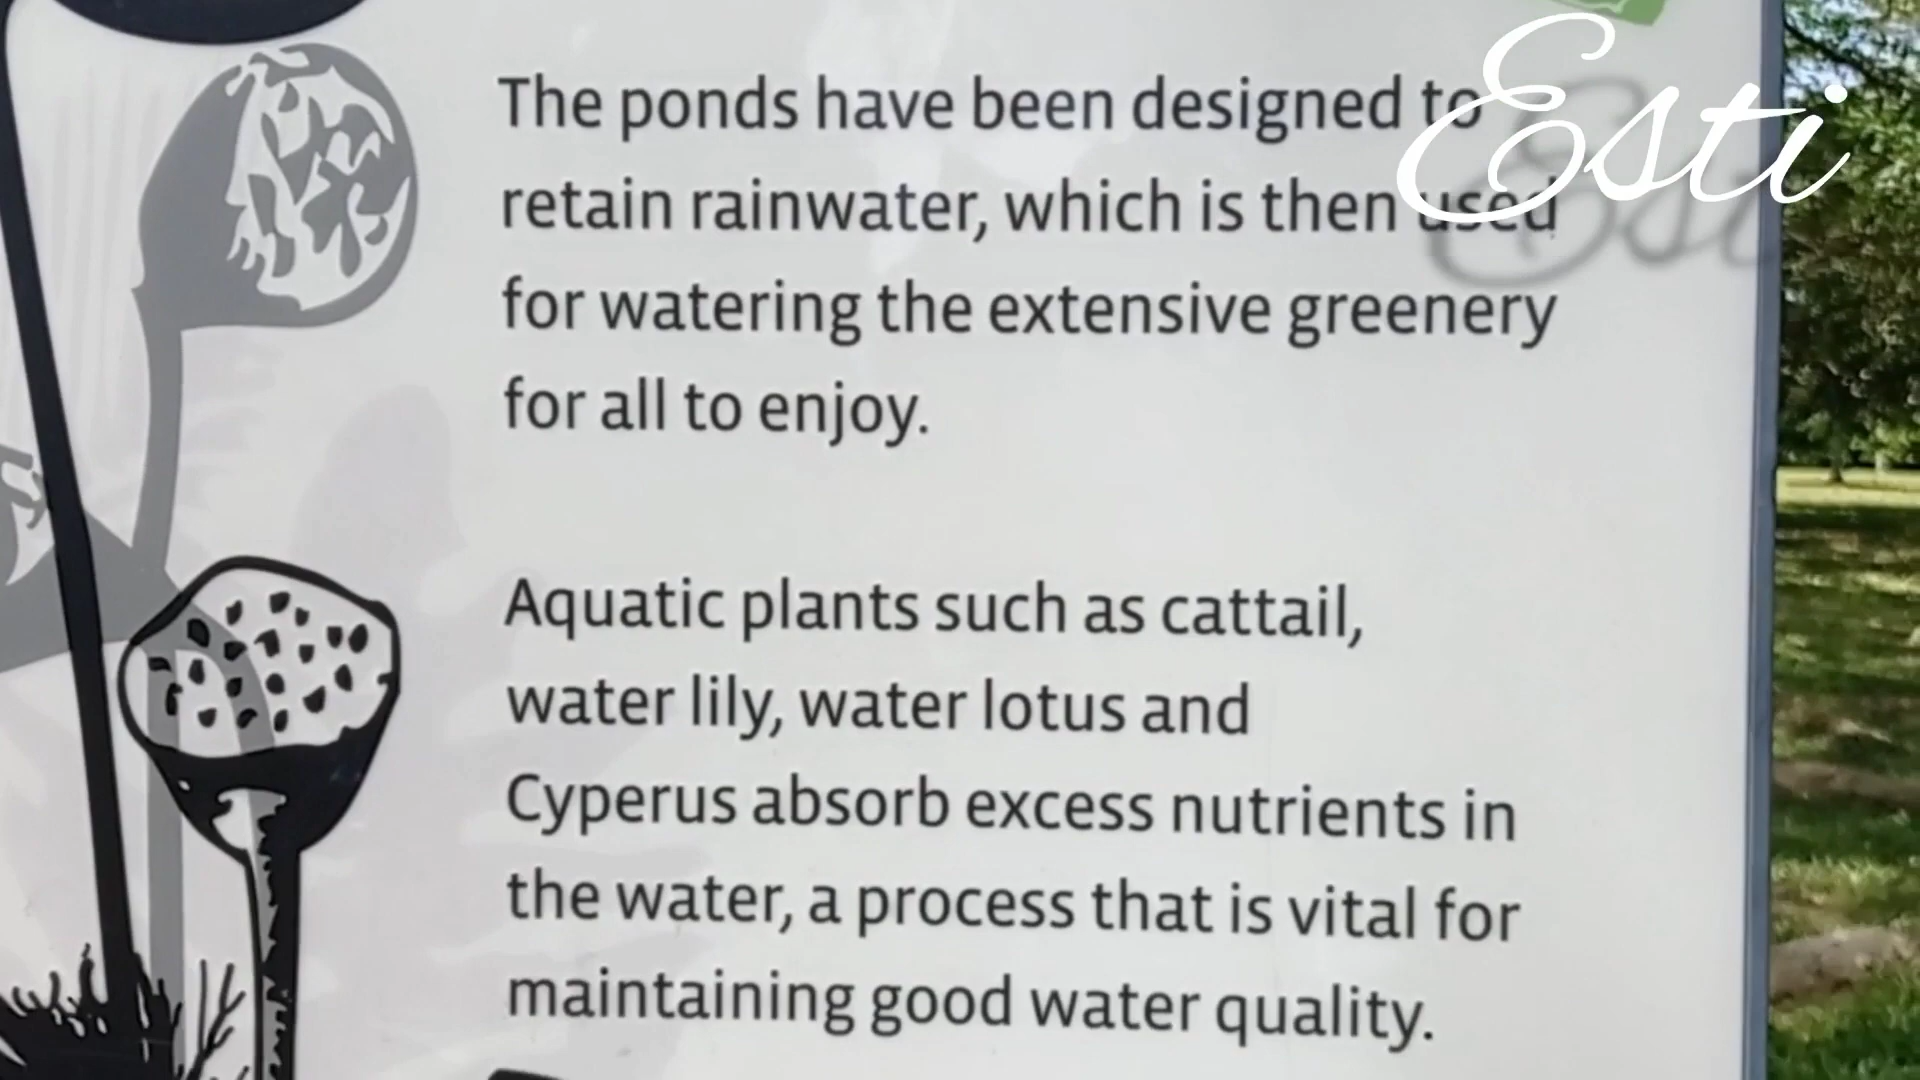 Esti
The ponds have been designed to
retain rainwater, which is then used
for watering the extensive greenery
for all to enjoy.
Aquatic plants such as cattail,
water lily, water lotus and
Cyperus absorb excess nutrients in
the water, a process that is vital for
maintaining good water quality.